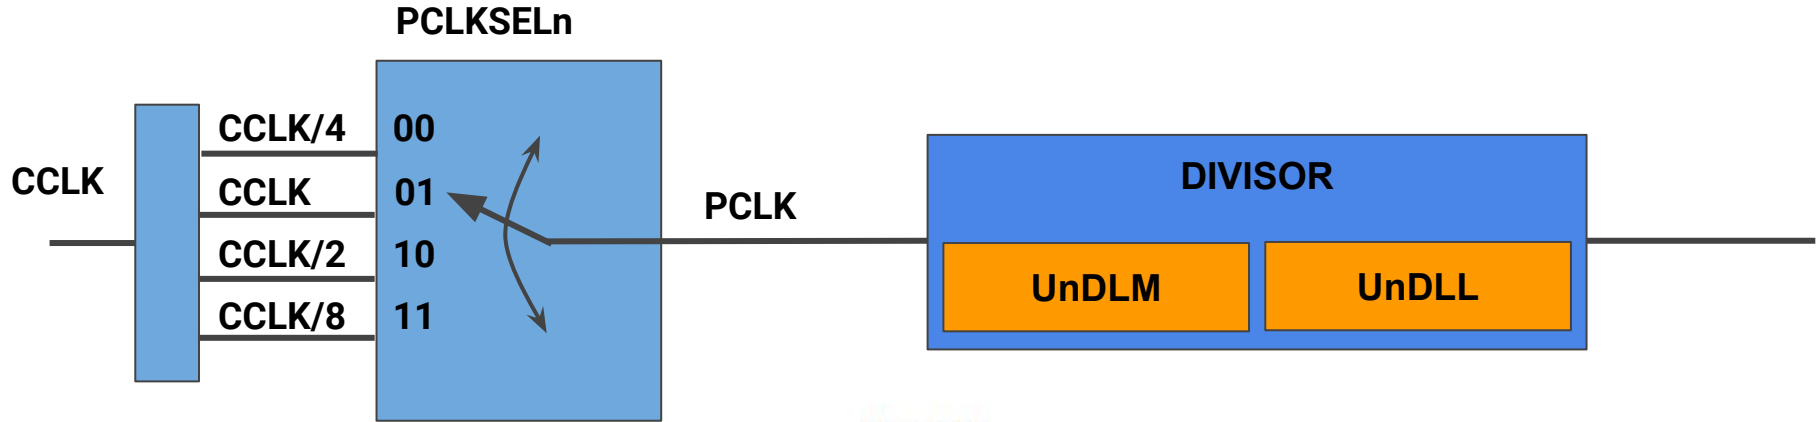 PCLKSELn
CCLK
CCLK/4
00
CCLK
01
CCLK/2
10
CCLK/8
11
PCLK
DIVISOR
UnDLM
UnDLL